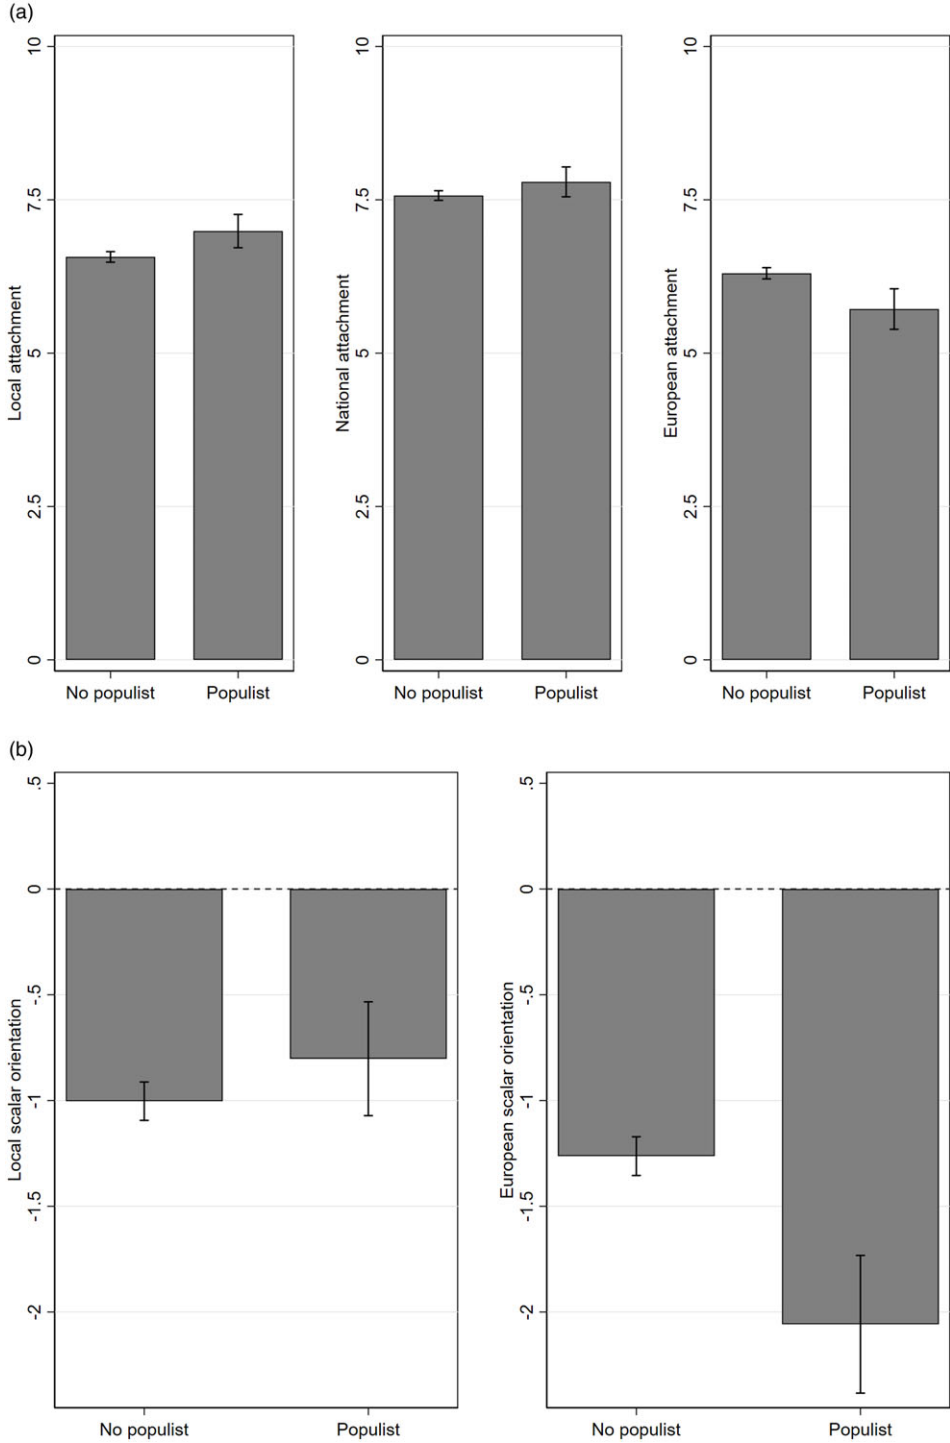 (a)
Local attachment
0
2.5
5
7.5
10
No populist
Populist
National attachment
0
2.5
5
7.5
10
No populist
Populist
European attachment
0
2.5
5
7.5
10
No populist
Populist
(b)
Local scalar orientation
-2
-1.5
-1
-.5
0
.5
No populist
Populist
European scalar orientation
-2
-1.5
-1
-.5
0
.5
No populist
Populist